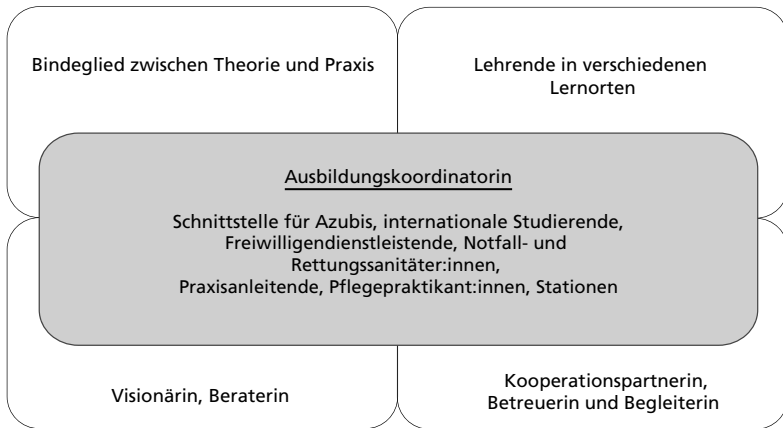 Bindeglied zwischen Theorie und Praxis
Lehrende in verschiedenen
Lernorten
Ausbildungskoordinatorin
Schnittstelle für Azubis, internationale Studierende,
Freiwilligendienstleistende, Notfall- und
Rettungssanitäter:innen,
Praxisanleitende, Pflegepraktikant:innen, Stationen
Visionärin, Beraterin
Kooperationspartnerin,
Betreuerin und Begleiterin